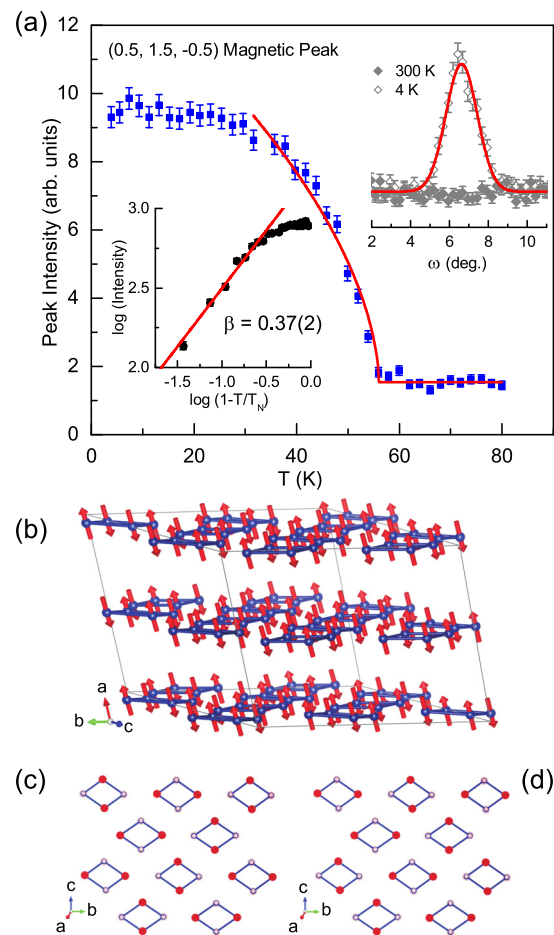 (a)
(0.5, 1.5, -0.5) Magnetic Peak
300 K
4 K
12
10
8
6
4
2
0
Peak Intensity (arb. units)
0
20
40
60
80
T (K)
3.0
2.5
2.0
log (Intensity)
β = 0.37(2)
-1.5
-1.0
-0.5
0.0
log (1-T/T_N)
2
4
6
8
10
ω (deg.)
(b)
a
b
c
(c)
(d)
c
b
a
c
b
a